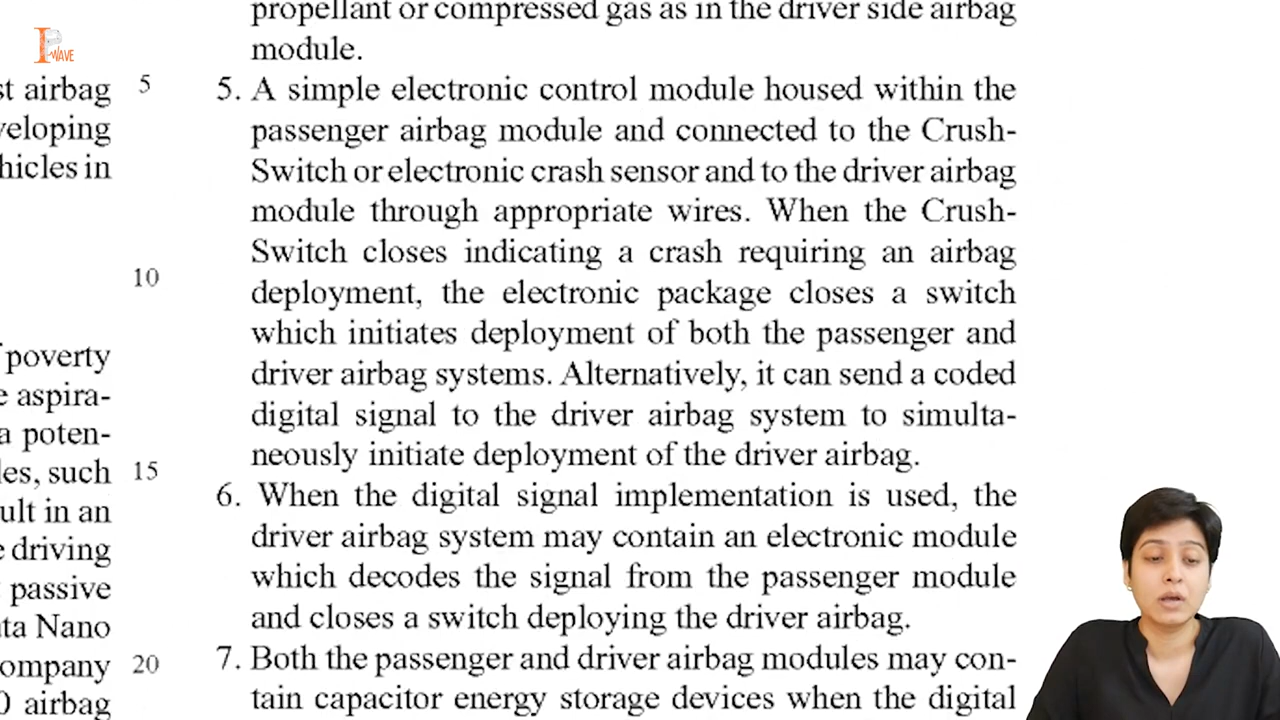 IP WAVE
st airbag
veloping
hicles in
f poverty
e aspira-
a poten-
les, such
ult in an
e driving
passive
ata Nano
ompany
0 airbag
5
10
15
20
propellant or compressed gas as in the driver side airbag
module.
5. A simple electronic control module housed within the
passenger airbag module and connected to the Crush-
Switch or electronic crash sensor and to the driver airbag
module through appropriate wires. When the Crush-
Switch closes indicating a crash requiring an airbag
deployment, the electronic package closes a switch
which initiates deployment of both the passenger and
driver airbag systems. Alternatively, it can send a coded
digital signal to the driver airbag system to simulta-
neously initiate deployment of the driver airbag.
6. When the digital signal implementation is used, the
driver airbag system may contain an electronic module
which decodes the signal from the passenger module
and closes a switch deploying the driver airbag.
7. Both the passenger and driver airbag modules may con-
tain capacitor energy storage devices when the digital